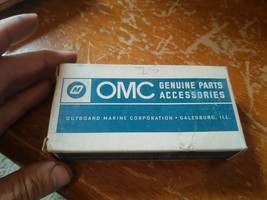 OMC GENUINE PARTS
ACCESSORIES
OUTBOARD MARINE CORPORATION • GALESBURG, ILL.